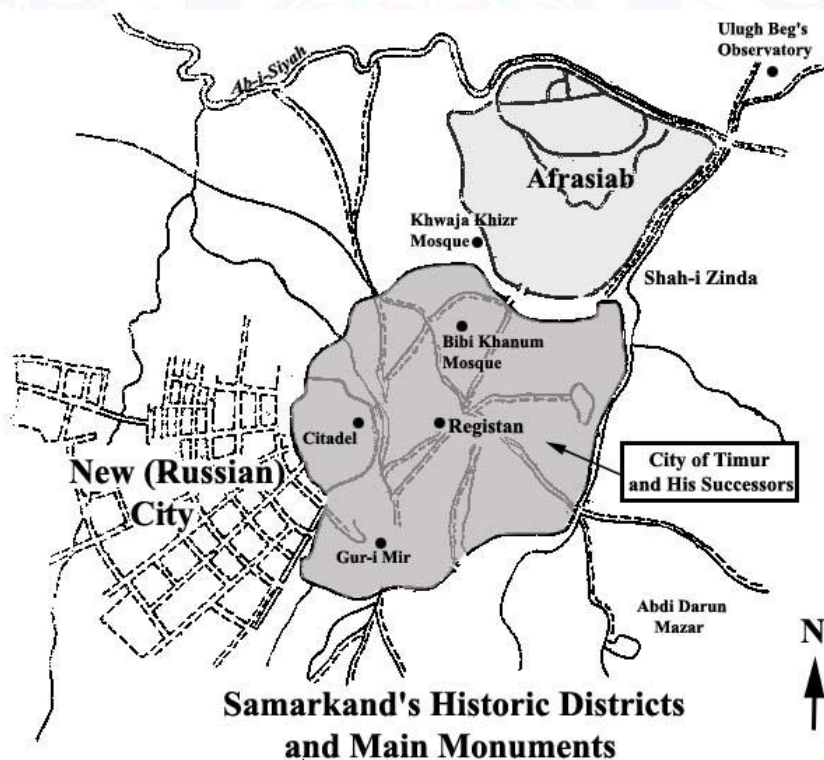 Ulugh Beg's
Observatory
Ab-i-Siyah
Afrasiab
Khwaja Khizr
Mosque
Shah-i Zinda
Bibi Khanum
Mosque
Citadel
Registan
City of Timur
and His Successors
New (Russian)
City
Gur-i Mir
Abdi Darun
Mazar
N
Samarkand's Historic Districts
and Main Monuments